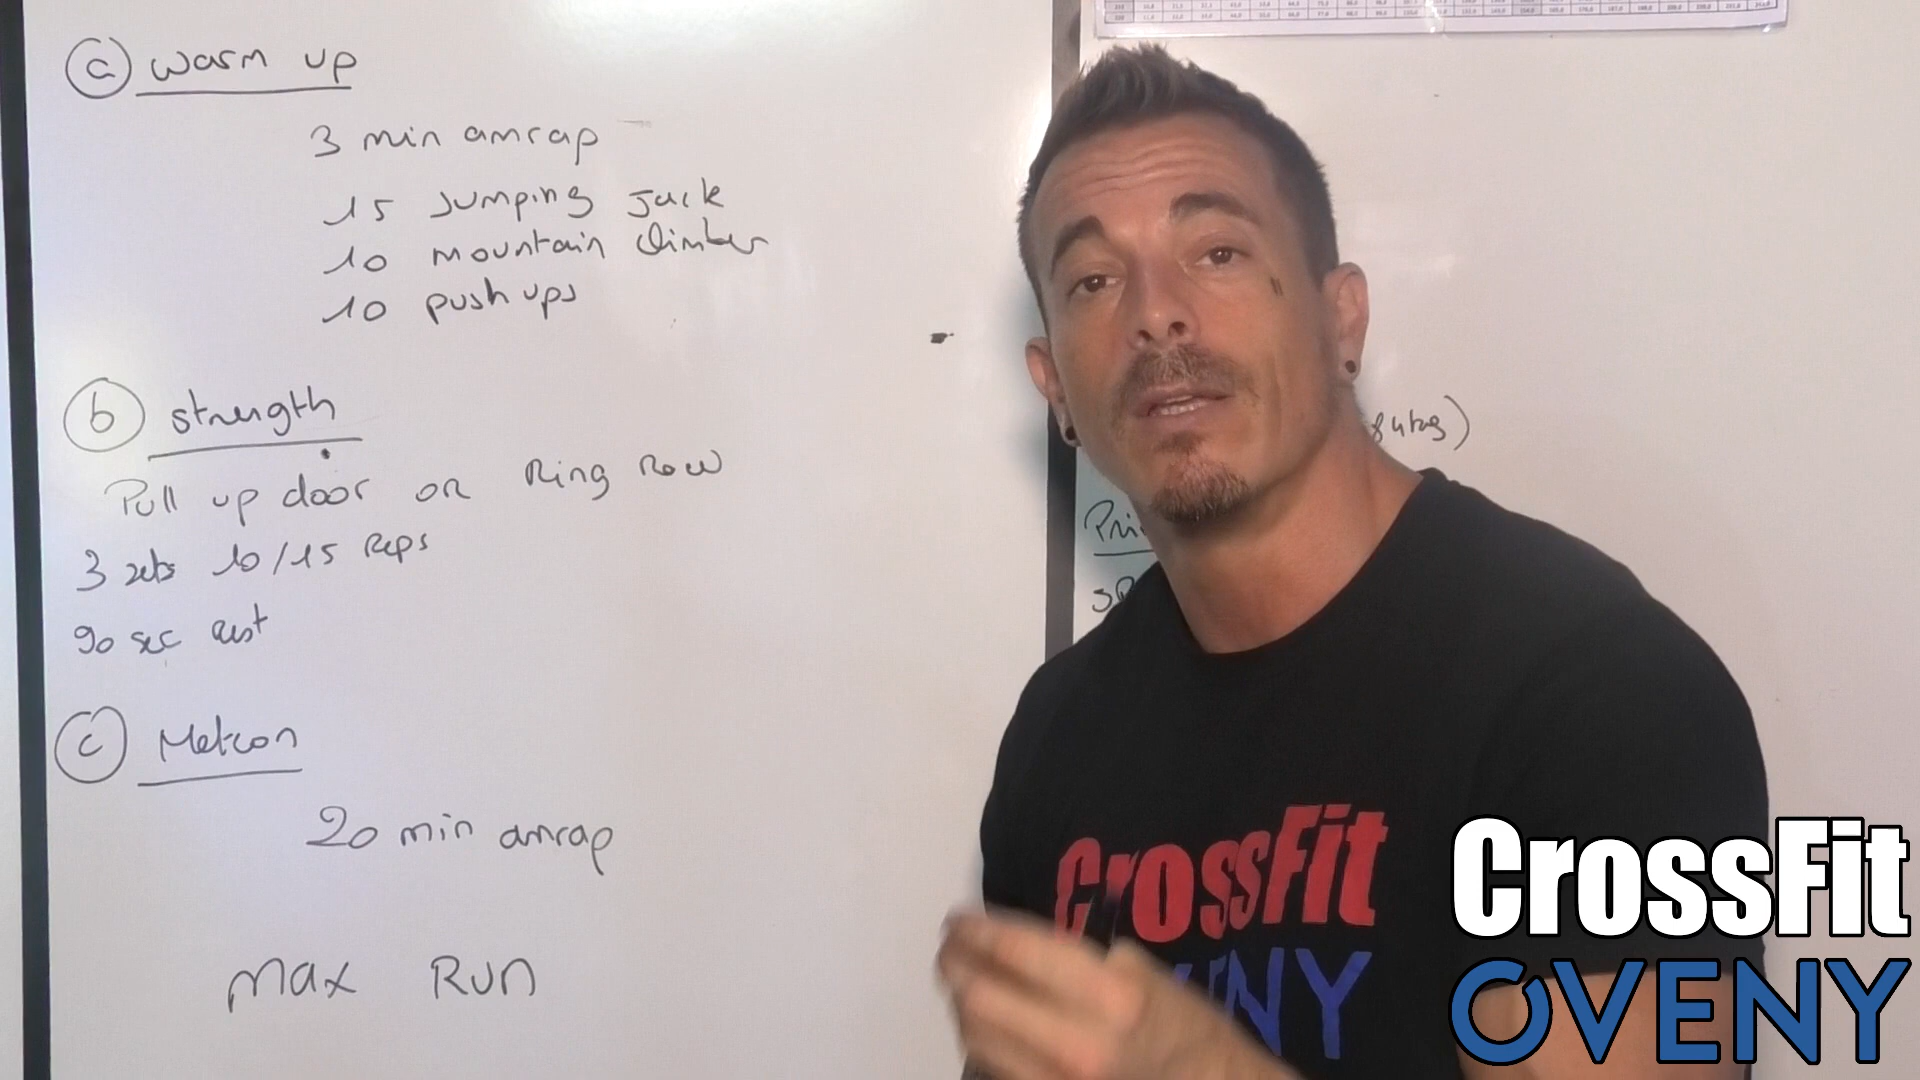 a warm up
3 min amrap
15 Jumping Jack
10 mountain climber
10 push ups
b strength
Pull up door or Ring Row
3 sets 10/15 Reps
90 sec rest
c Metcon
20 min amrap
max Run
CrossFit
CrossFit
OVENY